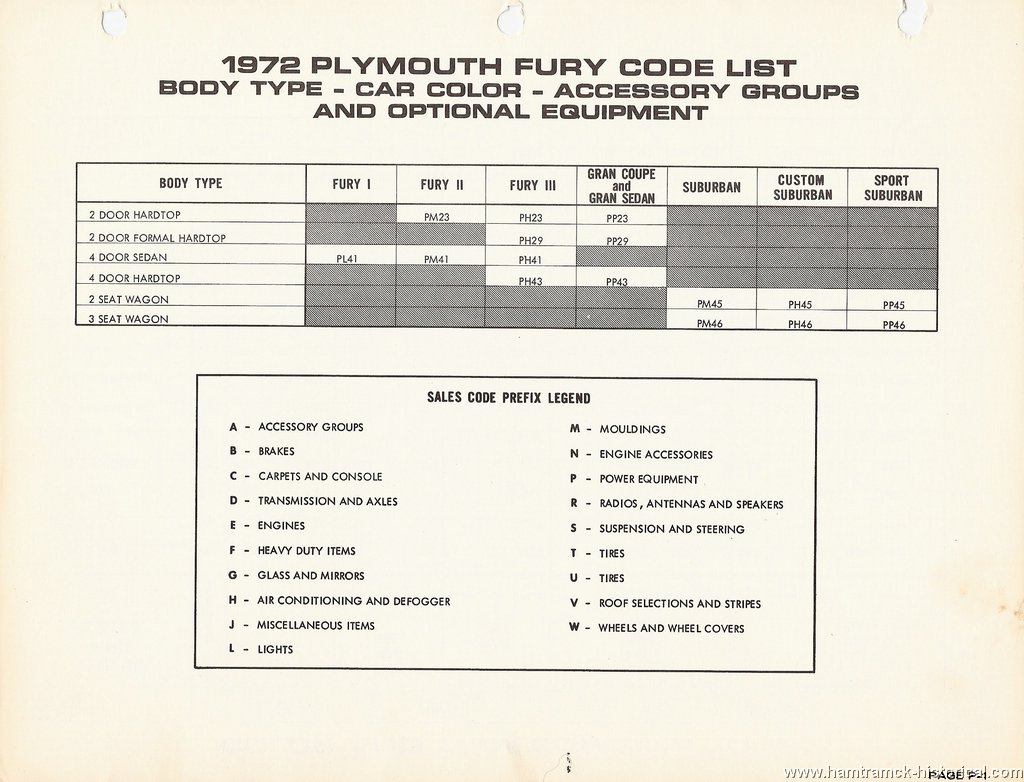 1972 PLYMOUTH FURY CODE LIST
BODY TYPE - CAR COLOR - ACCESSORY GROUPS
AND OPTIONAL EQUIPMENT
BODY TYPE FURY I FURY II FURY III GRAN COUPE and GRAN SEDAN SUBURBAN CUSTOM SUBURBAN SPORT SUBURBAN
2 DOOR HARDTOP PM23 PH23 PP23
2 DOOR FORMAL HARDTOP PH29 PP29
4 DOOR SEDAN PL41 PM41 PH41
4 DOOR HARDTOP PH43 PP43
2 SEAT WAGON PM45 PH45 PP45
3 SEAT WAGON PM46 PH46 PP46
SALES CODE PREFIX LEGEND
A - ACCESSORY GROUPS
B - BRAKES
C - CARPETS AND CONSOLE
D - TRANSMISSION AND AXLES
E - ENGINES
F - HEAVY DUTY ITEMS
G - GLASS AND MIRRORS
H - AIR CONDITIONING AND DEFOGGER
J - MISCELLANEOUS ITEMS
L - LIGHTS
M - MOULDINGS
N - ENGINE ACCESSORIES
P - POWER EQUIPMENT
R - RADIOS, ANTENNAS AND SPEAKERS
S - SUSPENSION AND STEERING
T - TIRES
U - TIRES
V - ROOF SELECTIONS AND STRIPES
W - WHEELS AND WHEEL COVERS
PAGE P-1
www.hamtramck-historical.com